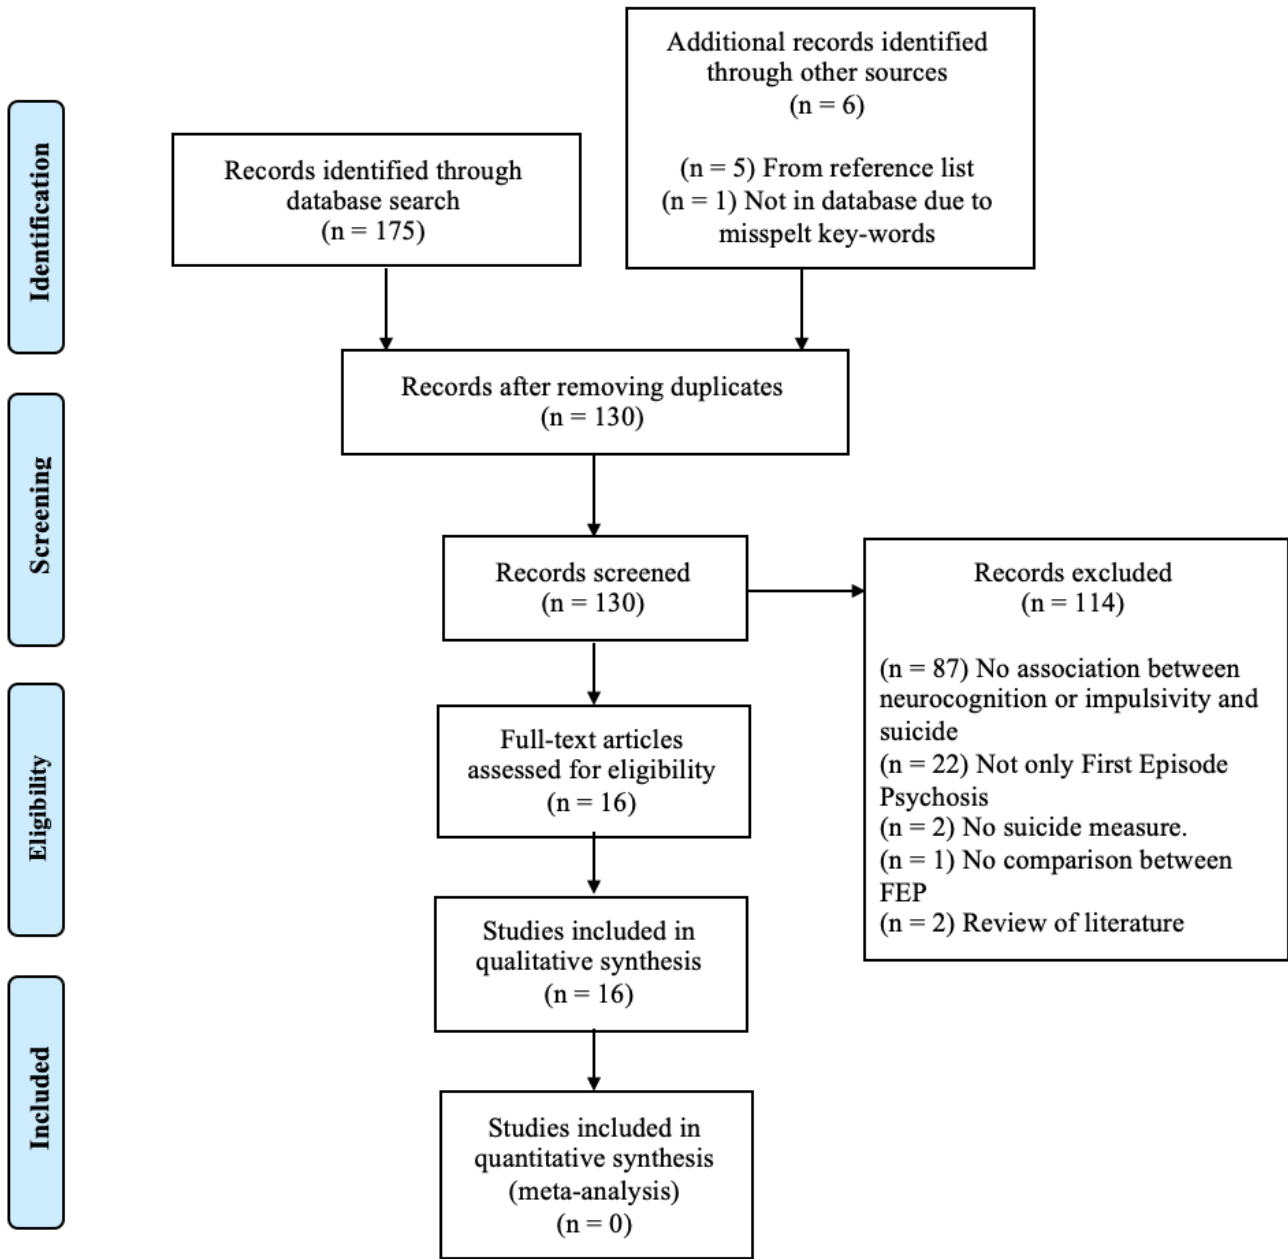 Identification
Records identified through
database search
(n = 175)
Additional records identified
through other sources
(n = 6)
(n = 5) From reference list
(n = 1) Not in database due to
misspelt key-words
Records after removing duplicates
(n = 130)
Screening
Records screened
(n = 130)
Records excluded
(n = 114)
(n = 87) No association between
neurocognition or impulsivity and
suicide
(n = 22) Not only First Episode
Psychosis
(n = 2) No suicide measure.
(n = 1) No comparison between
FEP
(n = 2) Review of literature
Eligibility
Full-text articles
assessed for eligibility
(n = 16)
Studies included in
qualitative synthesis
(n = 16)
Included
Studies included in
quantitative synthesis
(meta-analysis)
(n = 0)